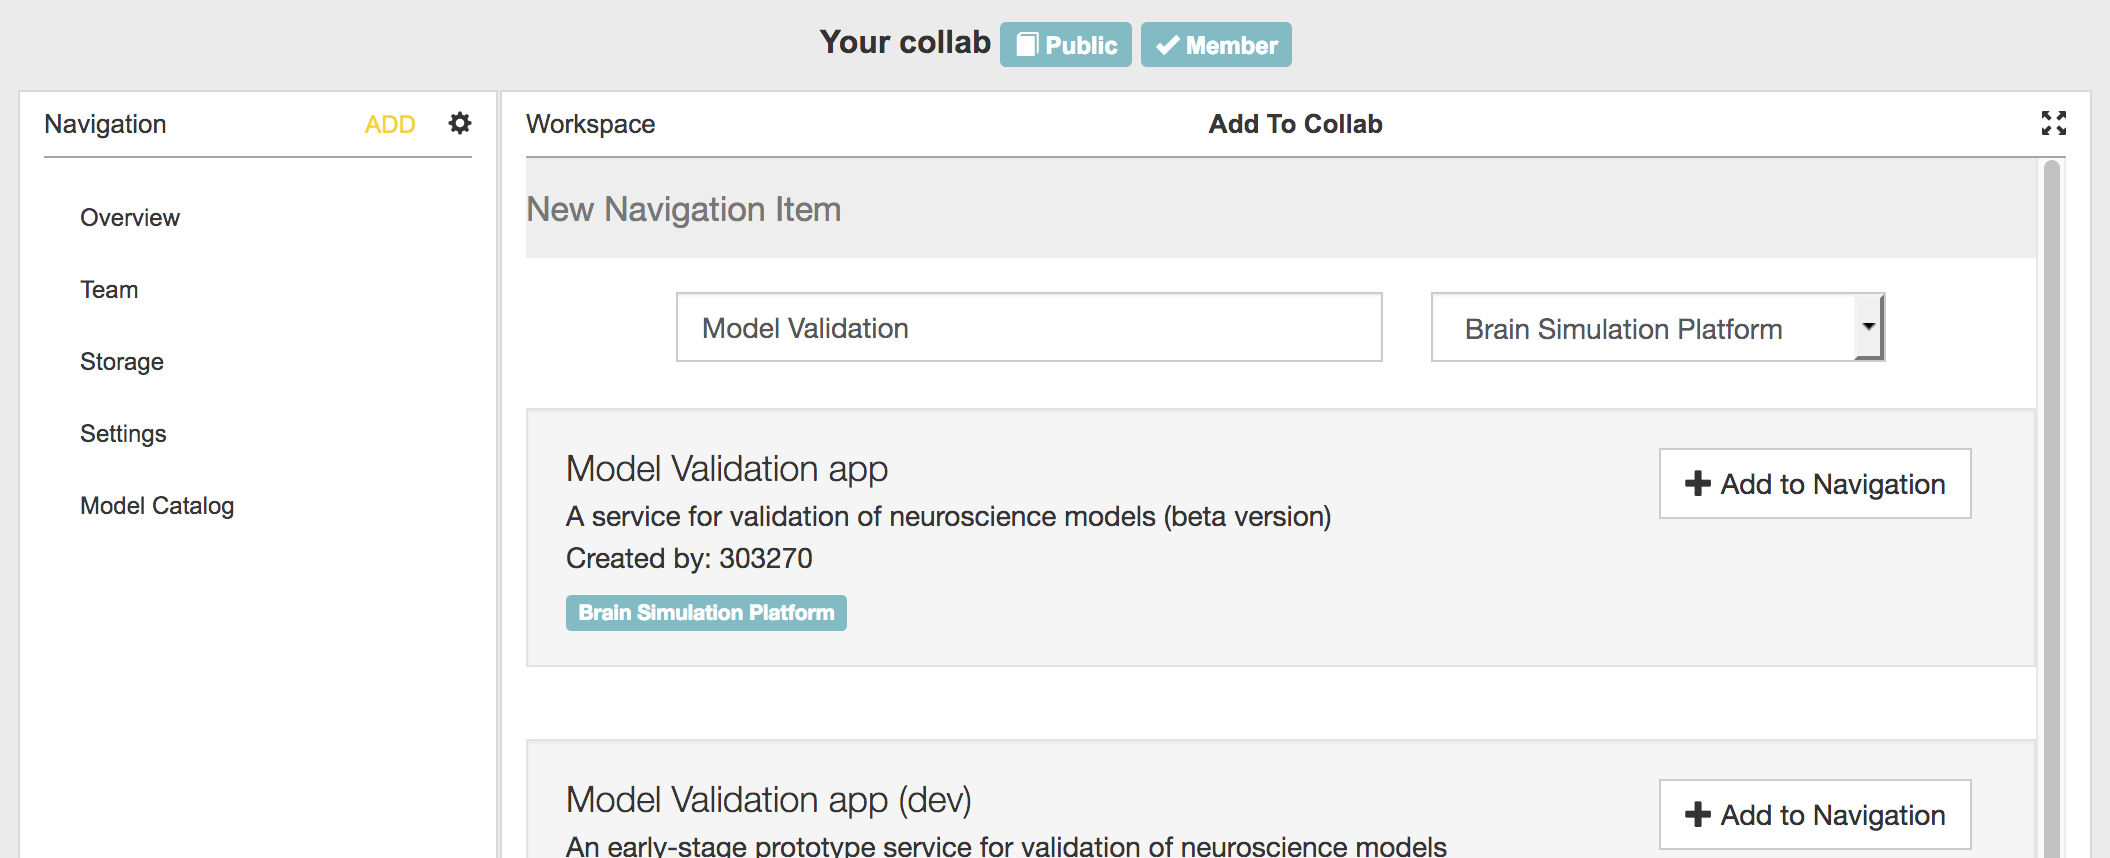 Your collab Public Member
Navigation ADD
Overview
Team
Storage
Settings
Model Catalog
Workspace Add To Collab
New Navigation Item
Model Validation Brain Simulation Platform
Model Validation app
Add to Navigation
A service for validation of neuroscience models (beta version)
Created by: 303270
Brain Simulation Platform
Model Validation app (dev)
Add to Navigation
An early-stage prototype service for validation of neuroscience models